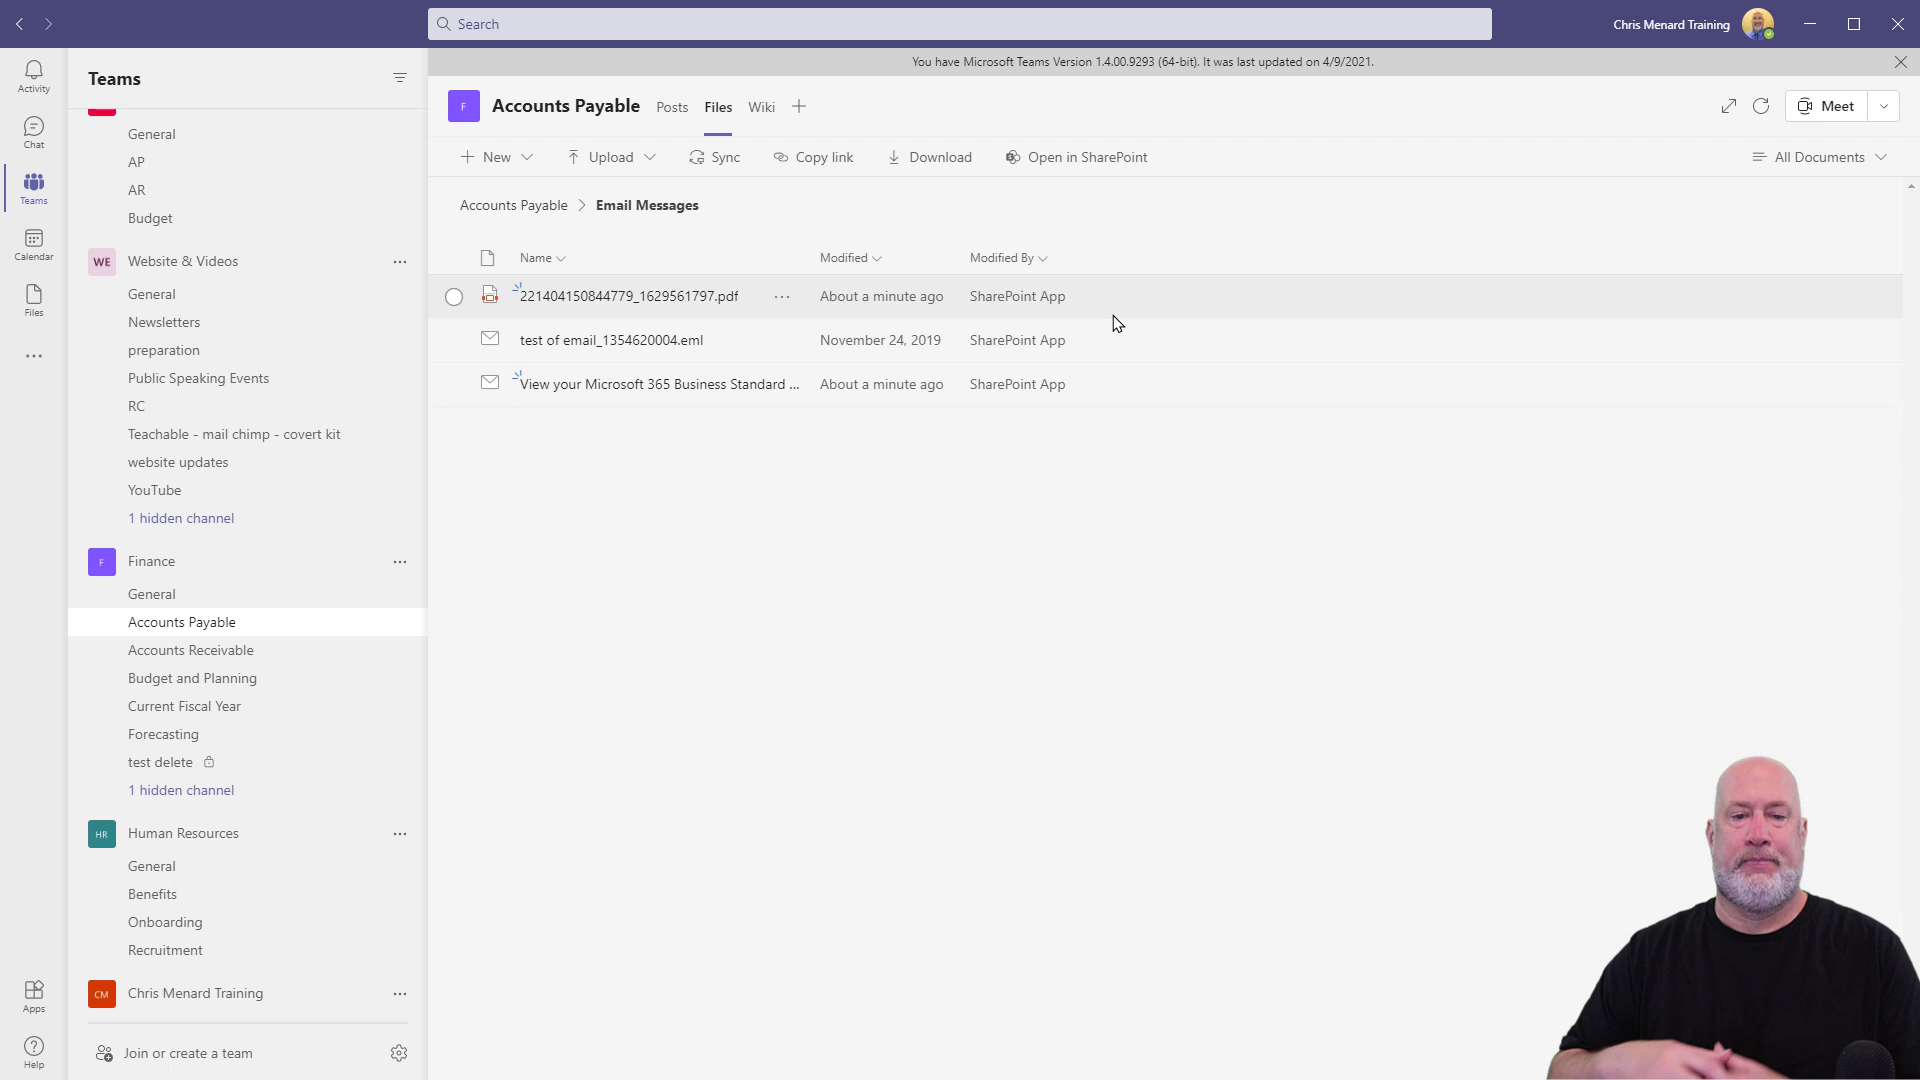 Search
Chris Menard Training
You have Microsoft Teams Version 1.4.00.9293 (64-bit). It was last updated on 4/9/2021.
Activity
Chat
Teams
Calendar
Files
Apps
Help
Teams
General
AP
AR
Budget
WE Website & Videos
General
Newsletters
preparation
Public Speaking Events
RC
Teachable - mail chimp - covert kit
website updates
YouTube
1 hidden channel
F Finance
General
Accounts Payable
Accounts Receivable
Budget and Planning
Current Fiscal Year
Forecasting
test delete
1 hidden channel
HR Human Resources
General
Benefits
Onboarding
Recruitment
CM Chris Menard Training
Join or create a team
F Accounts Payable Posts Files Wiki
Meet
New Upload Sync Copy link Download Open in SharePoint All Documents
Accounts Payable > Email Messages
Name Modified Modified By
221404150844779_1629561797.pdf About a minute ago SharePoint App
test of email_1354620004.eml November 24, 2019 SharePoint App
View your Microsoft 365 Business Standard ... About a minute ago SharePoint App